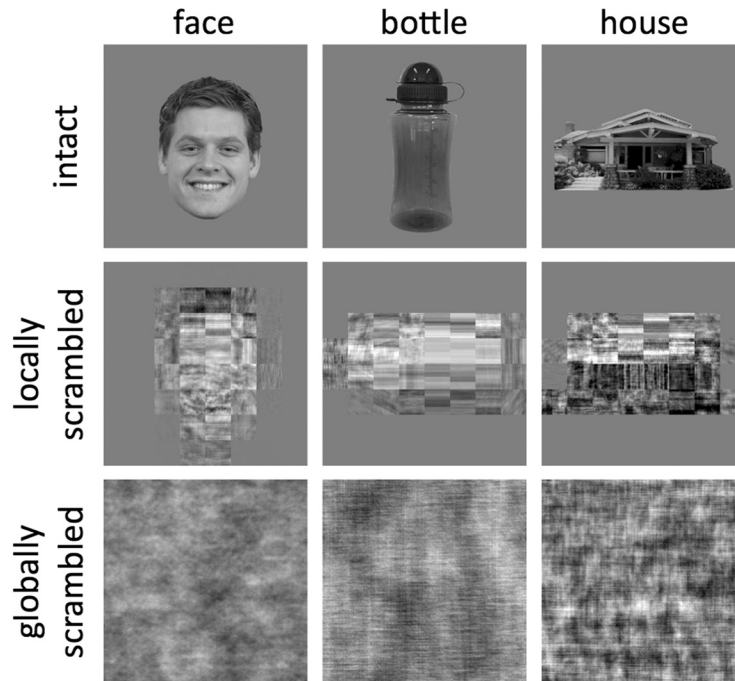 face
bottle
house
intact
locally
scrambled
globally
scrambled